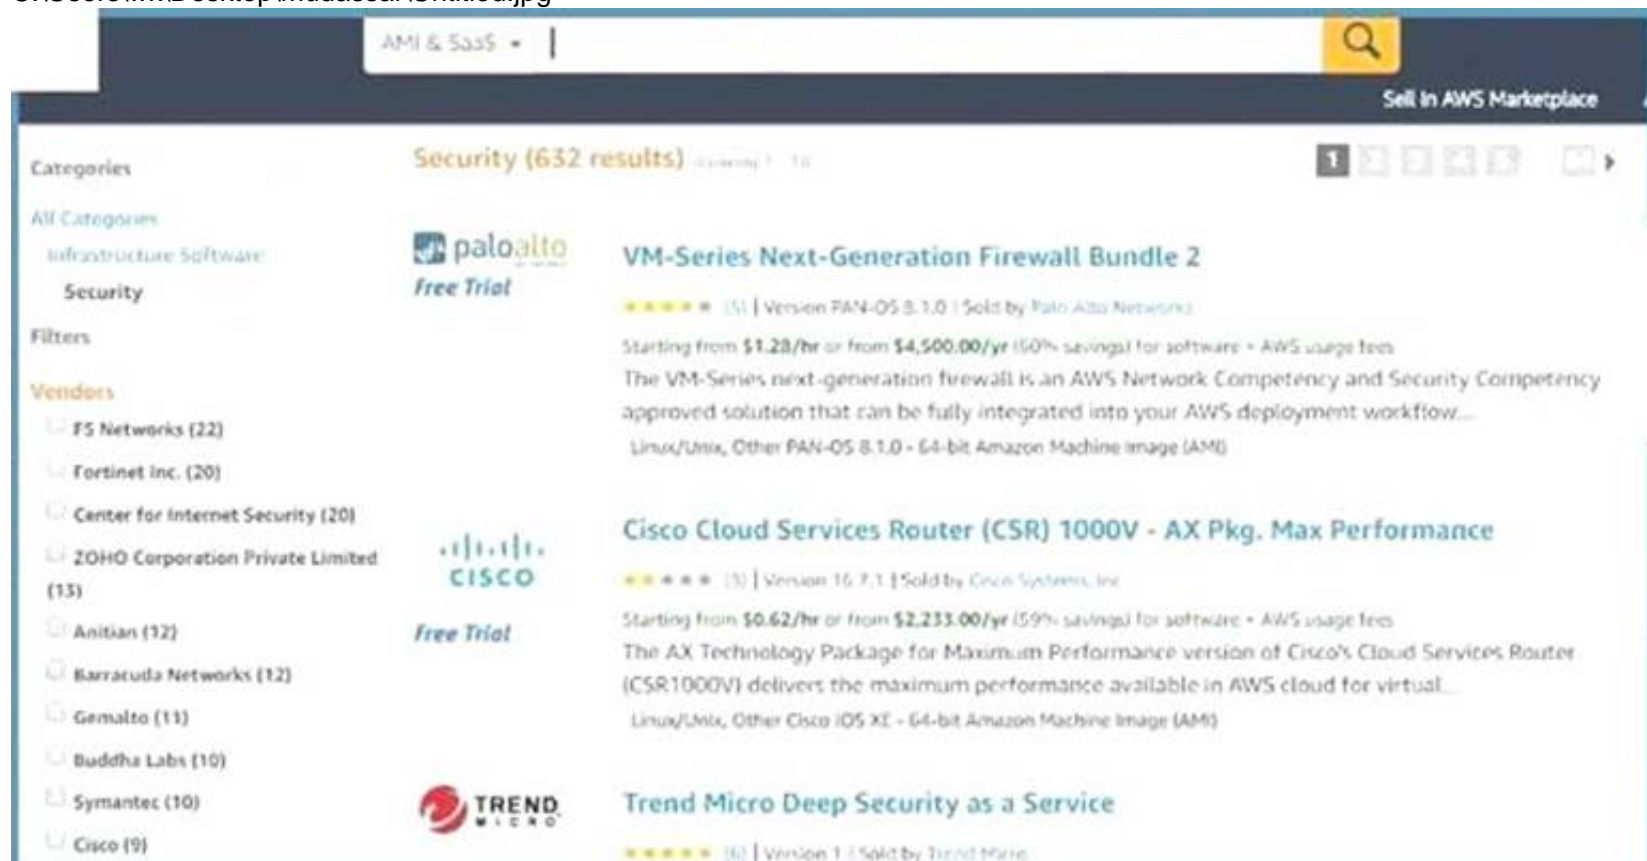 AMI & SaaS
Sell in AWS Marketplace
Categories
All Categories
Infrastructure Software
Security
Filters
Vendors
F5 Networks (22)
Fortinet Inc. (20)
Center for Internet Security (20)
ZOHO Corporation Private Limited
(13)
Anitian (12)
Barracuda Networks (12)
Gemalto (11)
Buddha Labs (10)
Symantec (10)
Cisco (9)
Security (632 results)
1
paloalto
Free Trial
VM-Series Next-Generation Firewall Bundle 2
(5) | Version PAN-OS 8.1.0 | Sold by Palo Alto Networks
Starting from $1.28/hr or from $4,500.00/yr (60% savings) for software + AWS usage fees
The VM-Series next-generation firewall is an AWS Network Competency and Security Competency
approved solution that can be fully integrated into your AWS deployment workflow...
Linux/Unix, Other PAN-OS 8.1.0 - 64-bit Amazon Machine Image (AMI)
CISCO
Free Trial
Cisco Cloud Services Router (CSR) 1000V - AX Pkg. Max Performance
| Version 16.7.1 | Sold by Cisco Systems, Inc.
Starting from $0.62/hr or from $2,233.00/yr (59% savings) for software + AWS usage fees
The AX Technology Package for Maximum Performance version of Cisco's Cloud Services Router
(CSR1000V) delivers the maximum performance available in AWS cloud for virtual...
Linux/Unix, Other Cisco IOS XE - 64-bit Amazon Machine Image (AMI)
TREND
MICRO
Trend Micro Deep Security as a Service
(6) | Version 1 | Sold by Trend Micro